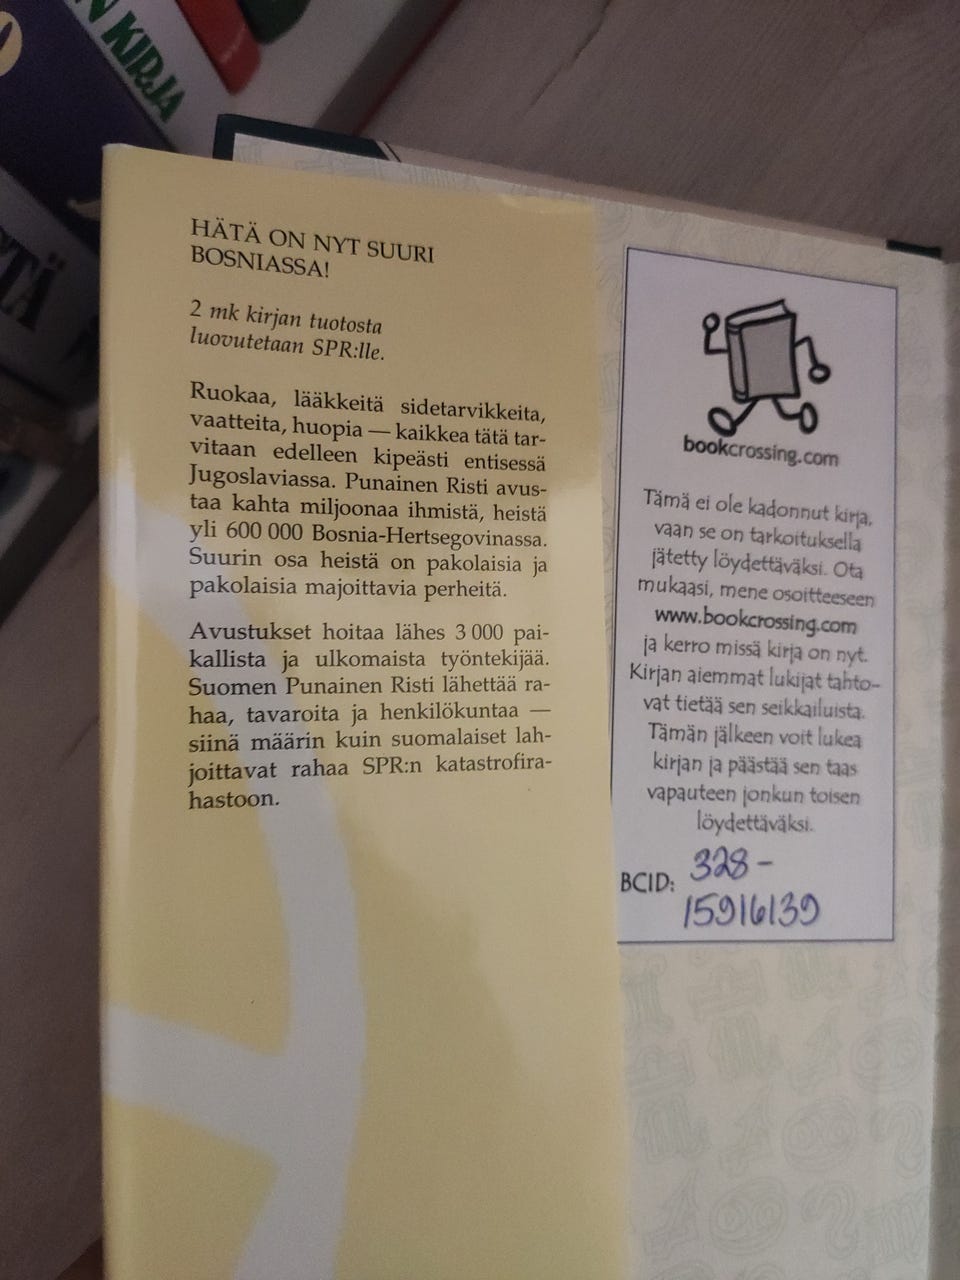 N KIRJA
TÄ
HÄTÄ ON NYT SUURI
BOSNIASSA!
2 mk kirjan tuotosta
luovutetaan SPR:lle.
Ruokaa, lääkkeitä sidetarvikkeita,
vaatteita, huopia — kaikkea tätä tar-
vitaan edelleen kipeästi entisessä
Jugoslaviassa. Punainen Risti avus-
taa kahta miljoonaa ihmistä, heistä
yli 600 000 Bosnia-Hertsegovinassa.
Suurin osa heistä on pakolaisia ja
pakolaisia majoittavia perheitä.
Avustukset hoitaa lähes 3 000 pai-
kallista ja ulkomaista työntekijää.
Suomen Punainen Risti lähettää ra-
haa, tavaroita ja henkilökuntaa —
siinä määrin kuin suomalaiset lah-
joittavat rahaa SPR:n katastrofira-
hastoon.
bookcrossing.com
Tämä ei ole kadonnut kirja,
vaan se on tarkoituksella
jätetty löydettäväksi. Ota
mukaasi, mene osoitteeseen
www.bookcrossing.com
ja kerro missä kirja on nyt.
Kirjan aiemmat lukijat tahto-
vat tietää sen seikkailuista.
Tämän jälkeen voit lukea
kirjan ja päästää sen taas
vapauteen jonkun toisen
löydettäväksi.
BCID: 328-
15916139